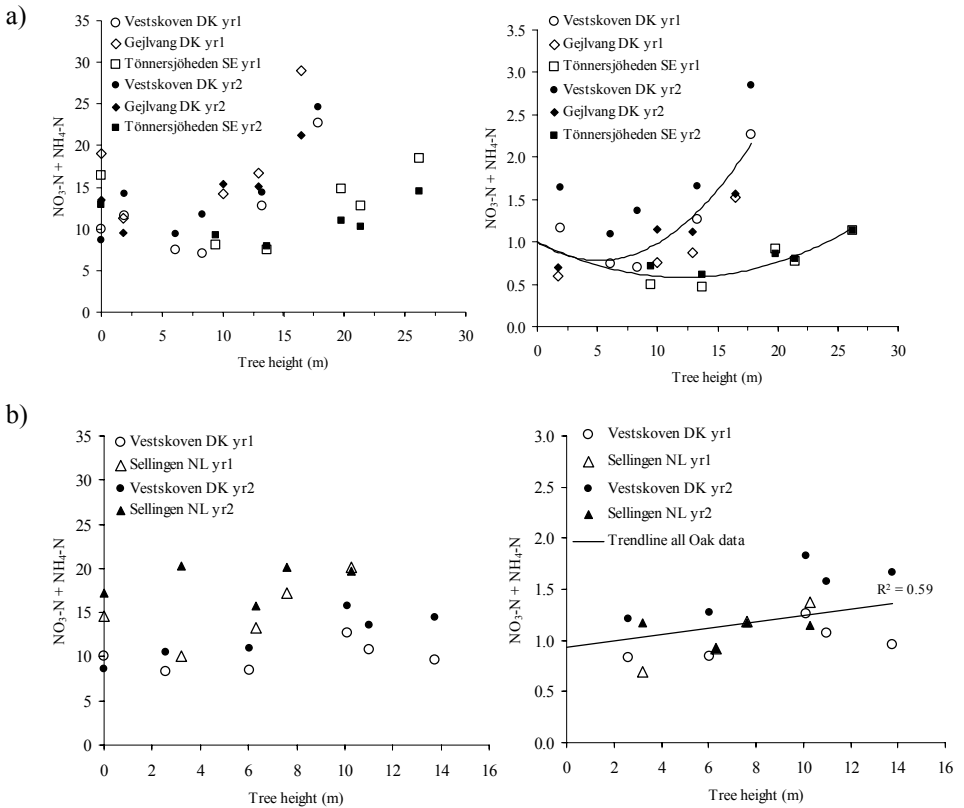 a)
35
30
25
20
15
10
5
0
NO₃-N + NH₄-N
Vestskoven DK yr1
Gejlvang DK yr1
Tönnersjöheden SE yr1
Vestskoven DK yr2
Gejlvang DK yr2
Tönnersjöheden SE yr2
0 5 10 15 20 25 30
Tree height (m)
3.5
3.0
2.5
2.0
1.5
1.0
0.5
0.0
NO₃-N + NH₄-N
Vestskoven DK yr1
Gejlvang DK yr1
Tönnersjöheden SE yr1
Vestskoven DK yr2
Gejlvang DK yr2
Tönnersjöheden SE yr2
0 5 10 15 20 25 30
Tree height (m)
b)
35
30
25
20
15
10
5
0
NO₃-N + NH₄-N
Vestskoven DK yr1
Sellingen NL yr1
Vestskoven DK yr2
Sellingen NL yr2
0 2 4 6 8 10 12 14 16
Tree height (m)
3.0
2.5
2.0
1.5
1.0
0.5
0.0
NO₃-N + NH₄-N
Vestskoven DK yr1
Sellingen NL yr1
Vestskoven DK yr2
Sellingen NL yr2
Trendline all Oak data
R² = 0.59
0 2 4 6 8 10 12 14 16
Tree height (m)